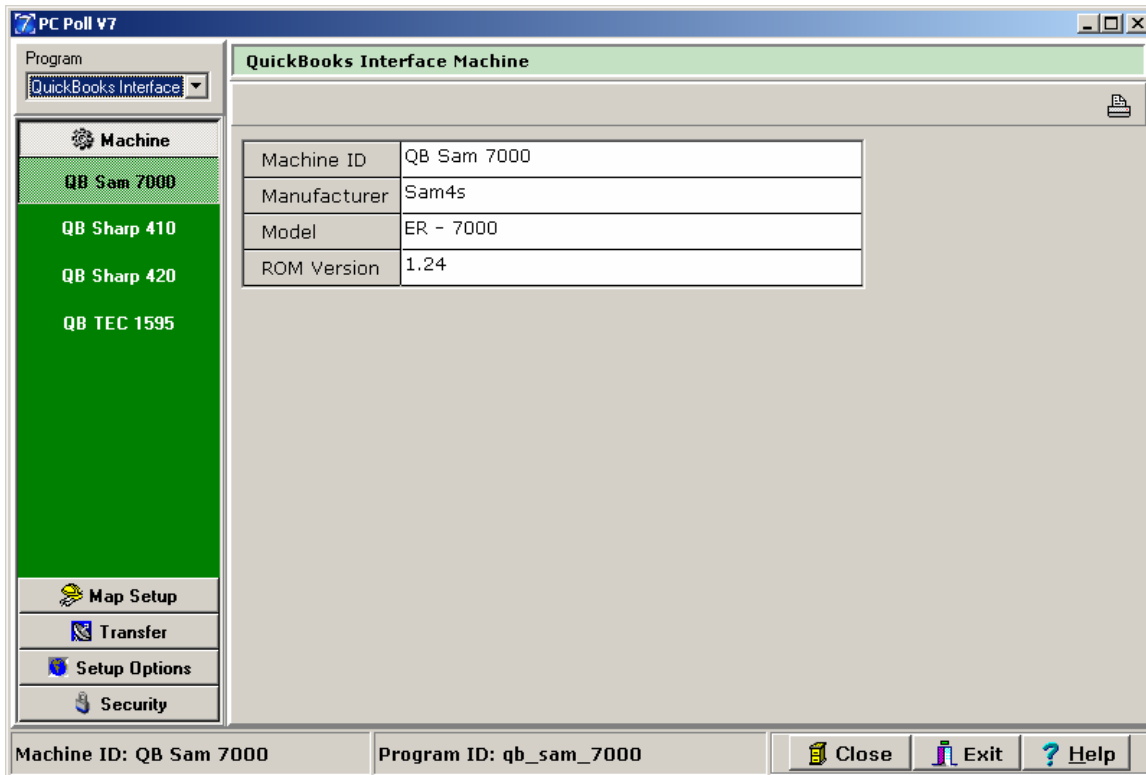 PC Poll V7
Program
QuickBooks Interface
QuickBooks Interface Machine
Machine
QB Sam 7000
QB Sharp 410
QB Sharp 420
QB TEC 1595
Machine ID QB Sam 7000
Manufacturer Sam4s
Model ER - 7000
ROM Version 1.24
Map Setup
Transfer
Setup Options
Security
Machine ID: QB Sam 7000 Program ID: qb_sam_7000 Close Exit Help